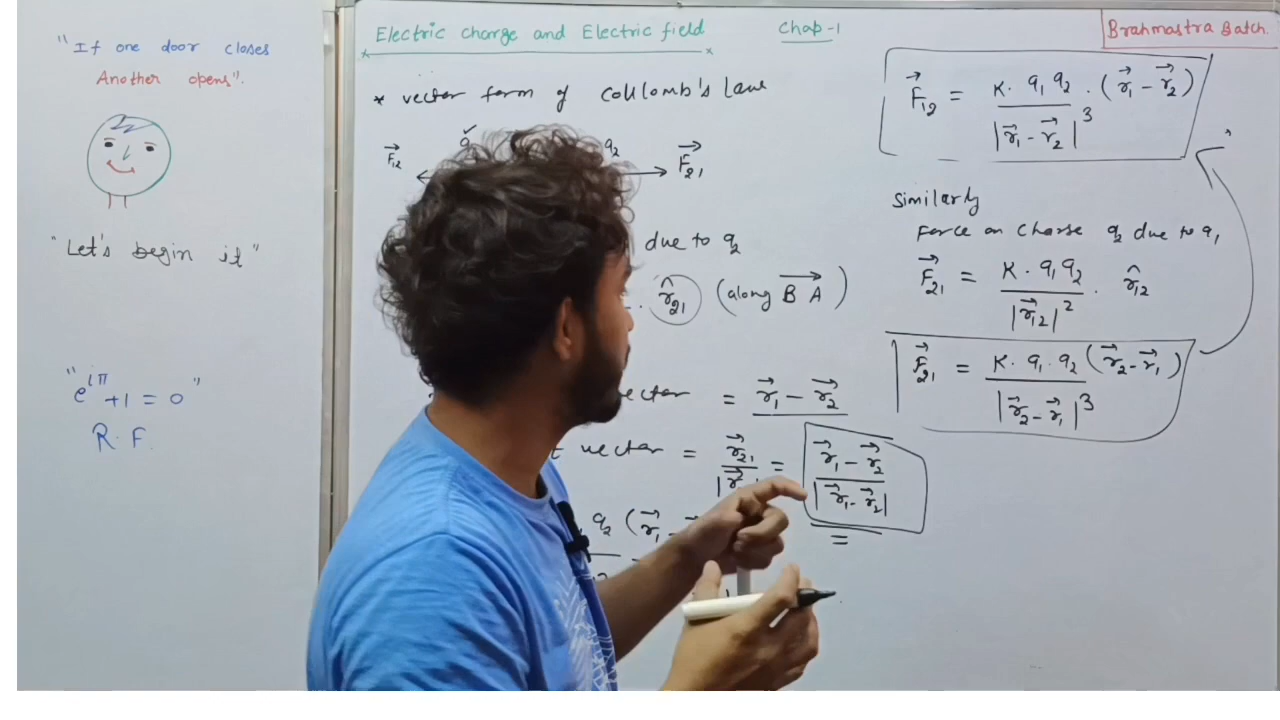 "If one door closes
Another opens".
"Let's begin it"
"e^{iπ} + 1 = 0"
R. F.
Electric charge and Electric field
Chap-1
Brahmastra Batch.
* vector form of Coulomb's Law
F⃗₁₂
q₂
F⃗₂₁
due to q₂
. r̂₂₁ (along B⃗A⃗)
= r⃗₁ - r⃗₂
vector = r⃗₂₁ / = (r⃗₁ - r⃗₂) / |r⃗₁ - r⃗₂|
q₂ (r⃗₁ -
F⃗₁₂ = K. q₁ q₂ . (r⃗₁ - r⃗₂) / |r⃗₁ - r⃗₂|³
Similarly
Force on Charge q₂ due to q₁
F⃗₂₁ = K. q₁ q₂ / |r⃗₁₂|² . r̂₁₂
F⃗₂₁ = K. q₁. q₂ (r⃗₂ - r⃗₁) / |r⃗₂ - r⃗₁|³